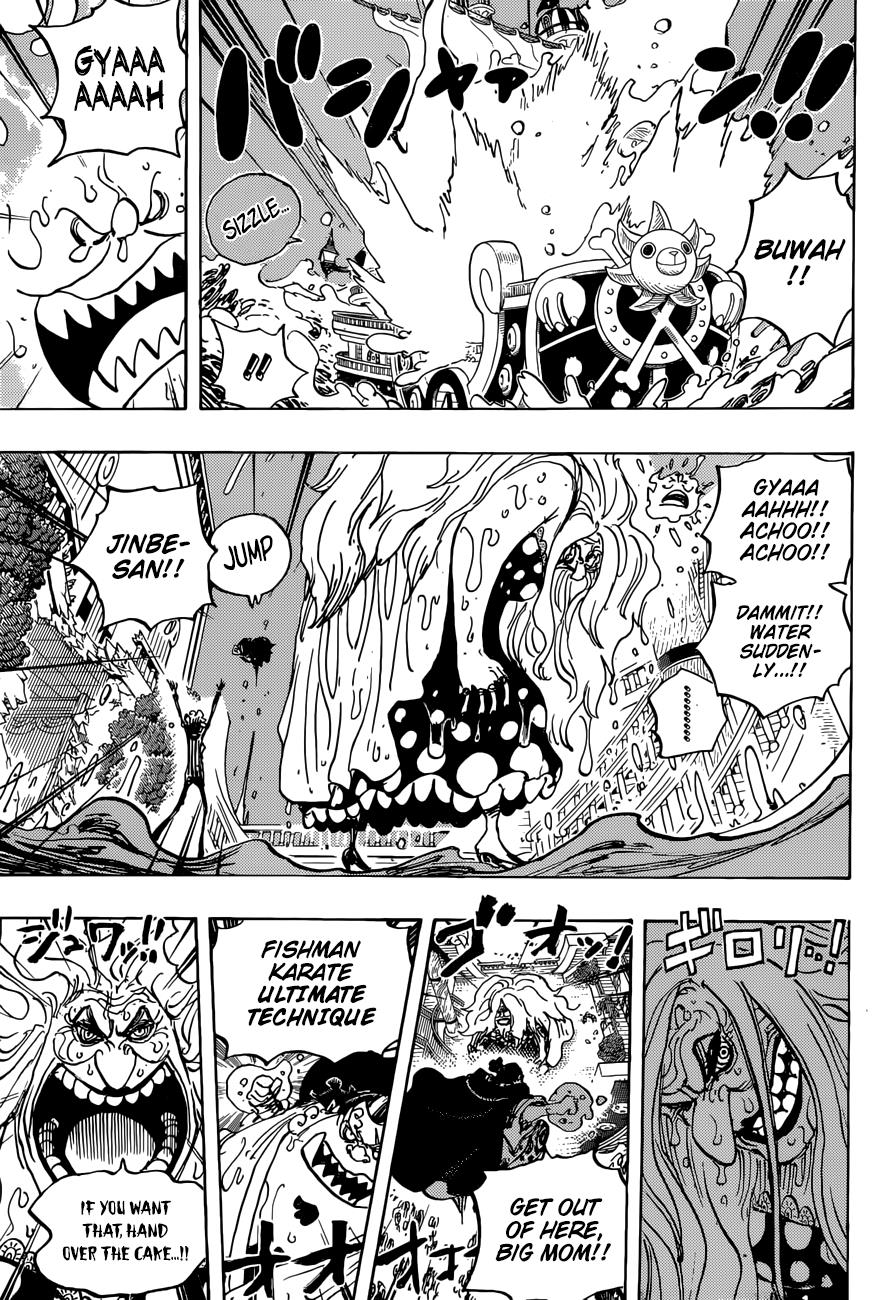 バシャアーン!!
BUWAH
!!
SIZZLE...
!!
GYAAA
AAAAH
GYAAA
AAHHH!!
ACHOO!!
ACHOO!!
DAMMIT!!
WATER
SUDDEN-
LY...!!
..........
JUMP
JINBE-
SAN!!
ギロリ..!
ゴオッ!
GET OUT
OF HERE,
BIG MOM!!
FISHMAN
KARATE
ULTIMATE
TECHNIQUE
オオオオオ
ジュワッ!!
IF YOU WANT
THAT, HAND
OVER THE CAKE...!!